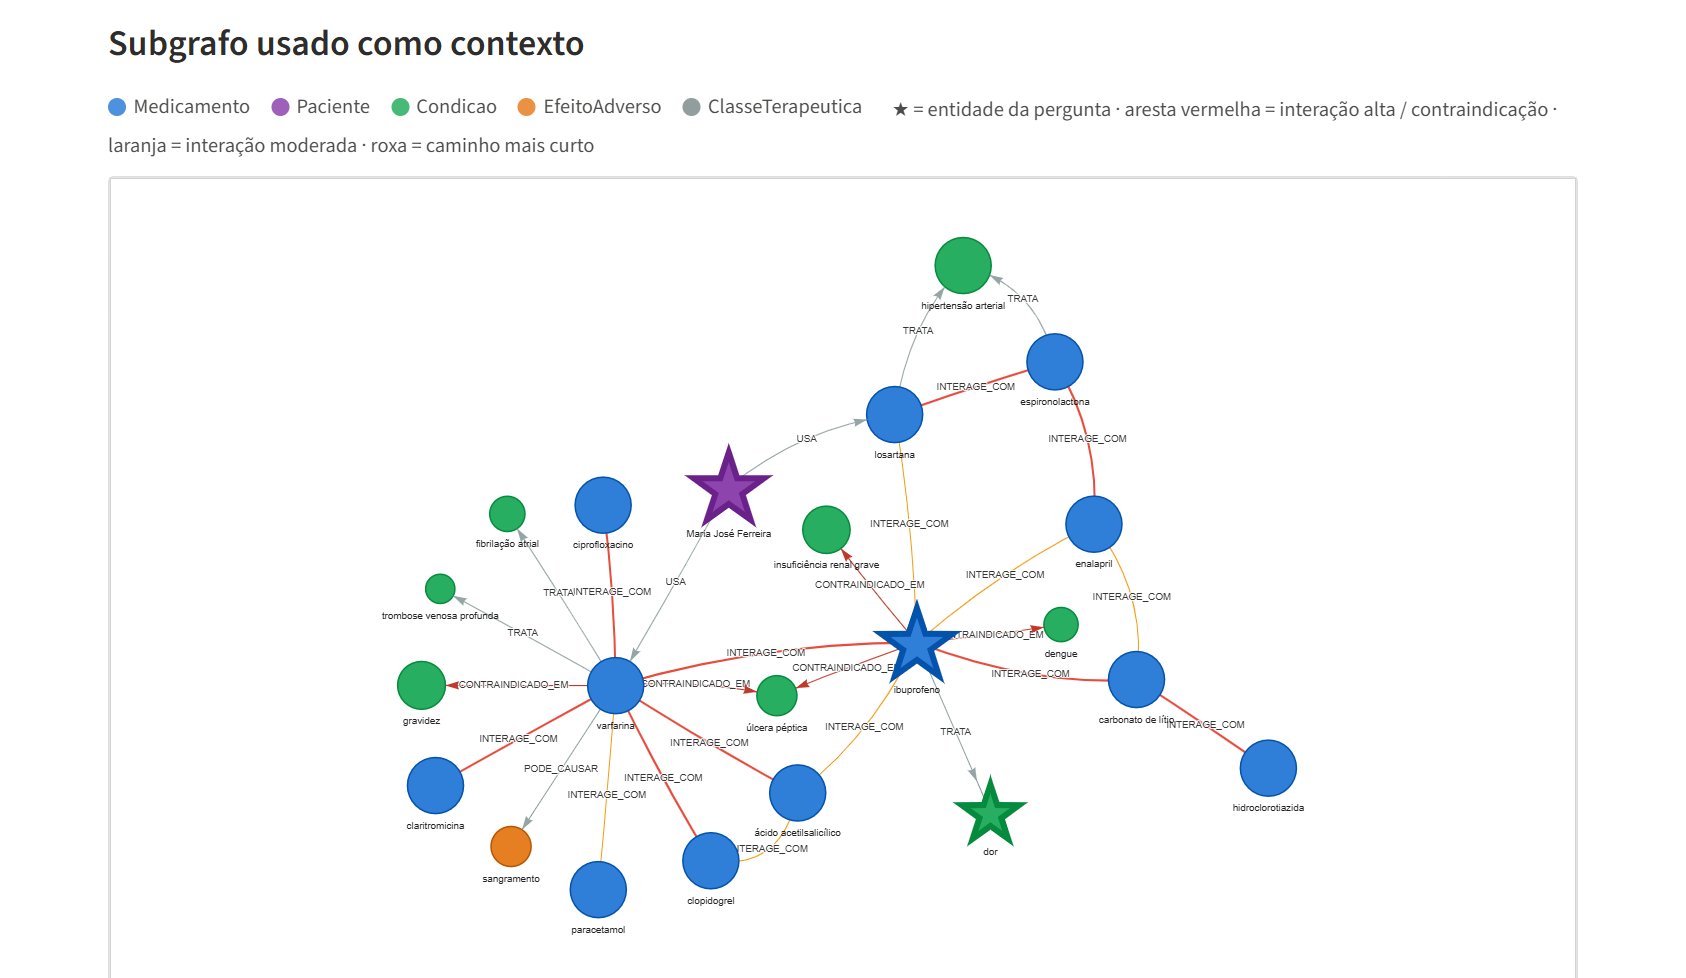 Subgrafo usado como contexto
Medicamento Paciente Condicao EfeitoAdverso ClasseTerapeutica ★ = entidade da pergunta · aresta vermelha = interação alta / contraindicação ·
laranja = interação moderada · roxa = caminho mais curto
TRATA
hipertensão arterial
TRATA
INTERAGE_COM
espironolactona
USA
INTERAGE_COM
losartana
INTERAGE_COM
Maria José Ferreira
fibrilação atrial
ciprofloxacino
insuficiência renal grave
enalapril
INTERAGE_COM
USA
CONTRAINDICADO_EM
TRATA
INTERAGE_COM
INTERAGE_COM
trombose venosa profunda
TRATA
TRAINDICADO_EM
INTERAGE_COM
dengue
CONTRAINDICADO_E
INTERAGE_COM
CONTRAINDICADO_EM
CONTRAINDICADO_EM
ibuprofeno
gravidez
varfarina
úlcera péptica
INTERAGE_COM
TRATA
carbonato de lítio
INTERAGE_COM
INTERAGE_COM
INTERAGE_COM
PODE_CAUSAR
INTERAGE_COM
INTERAGE_COM
hidroclorotiazida
claritromicina
ácido acetilsalicílico
TERAGE_COM
dor
sangramento
clopidogrel
paracetamol